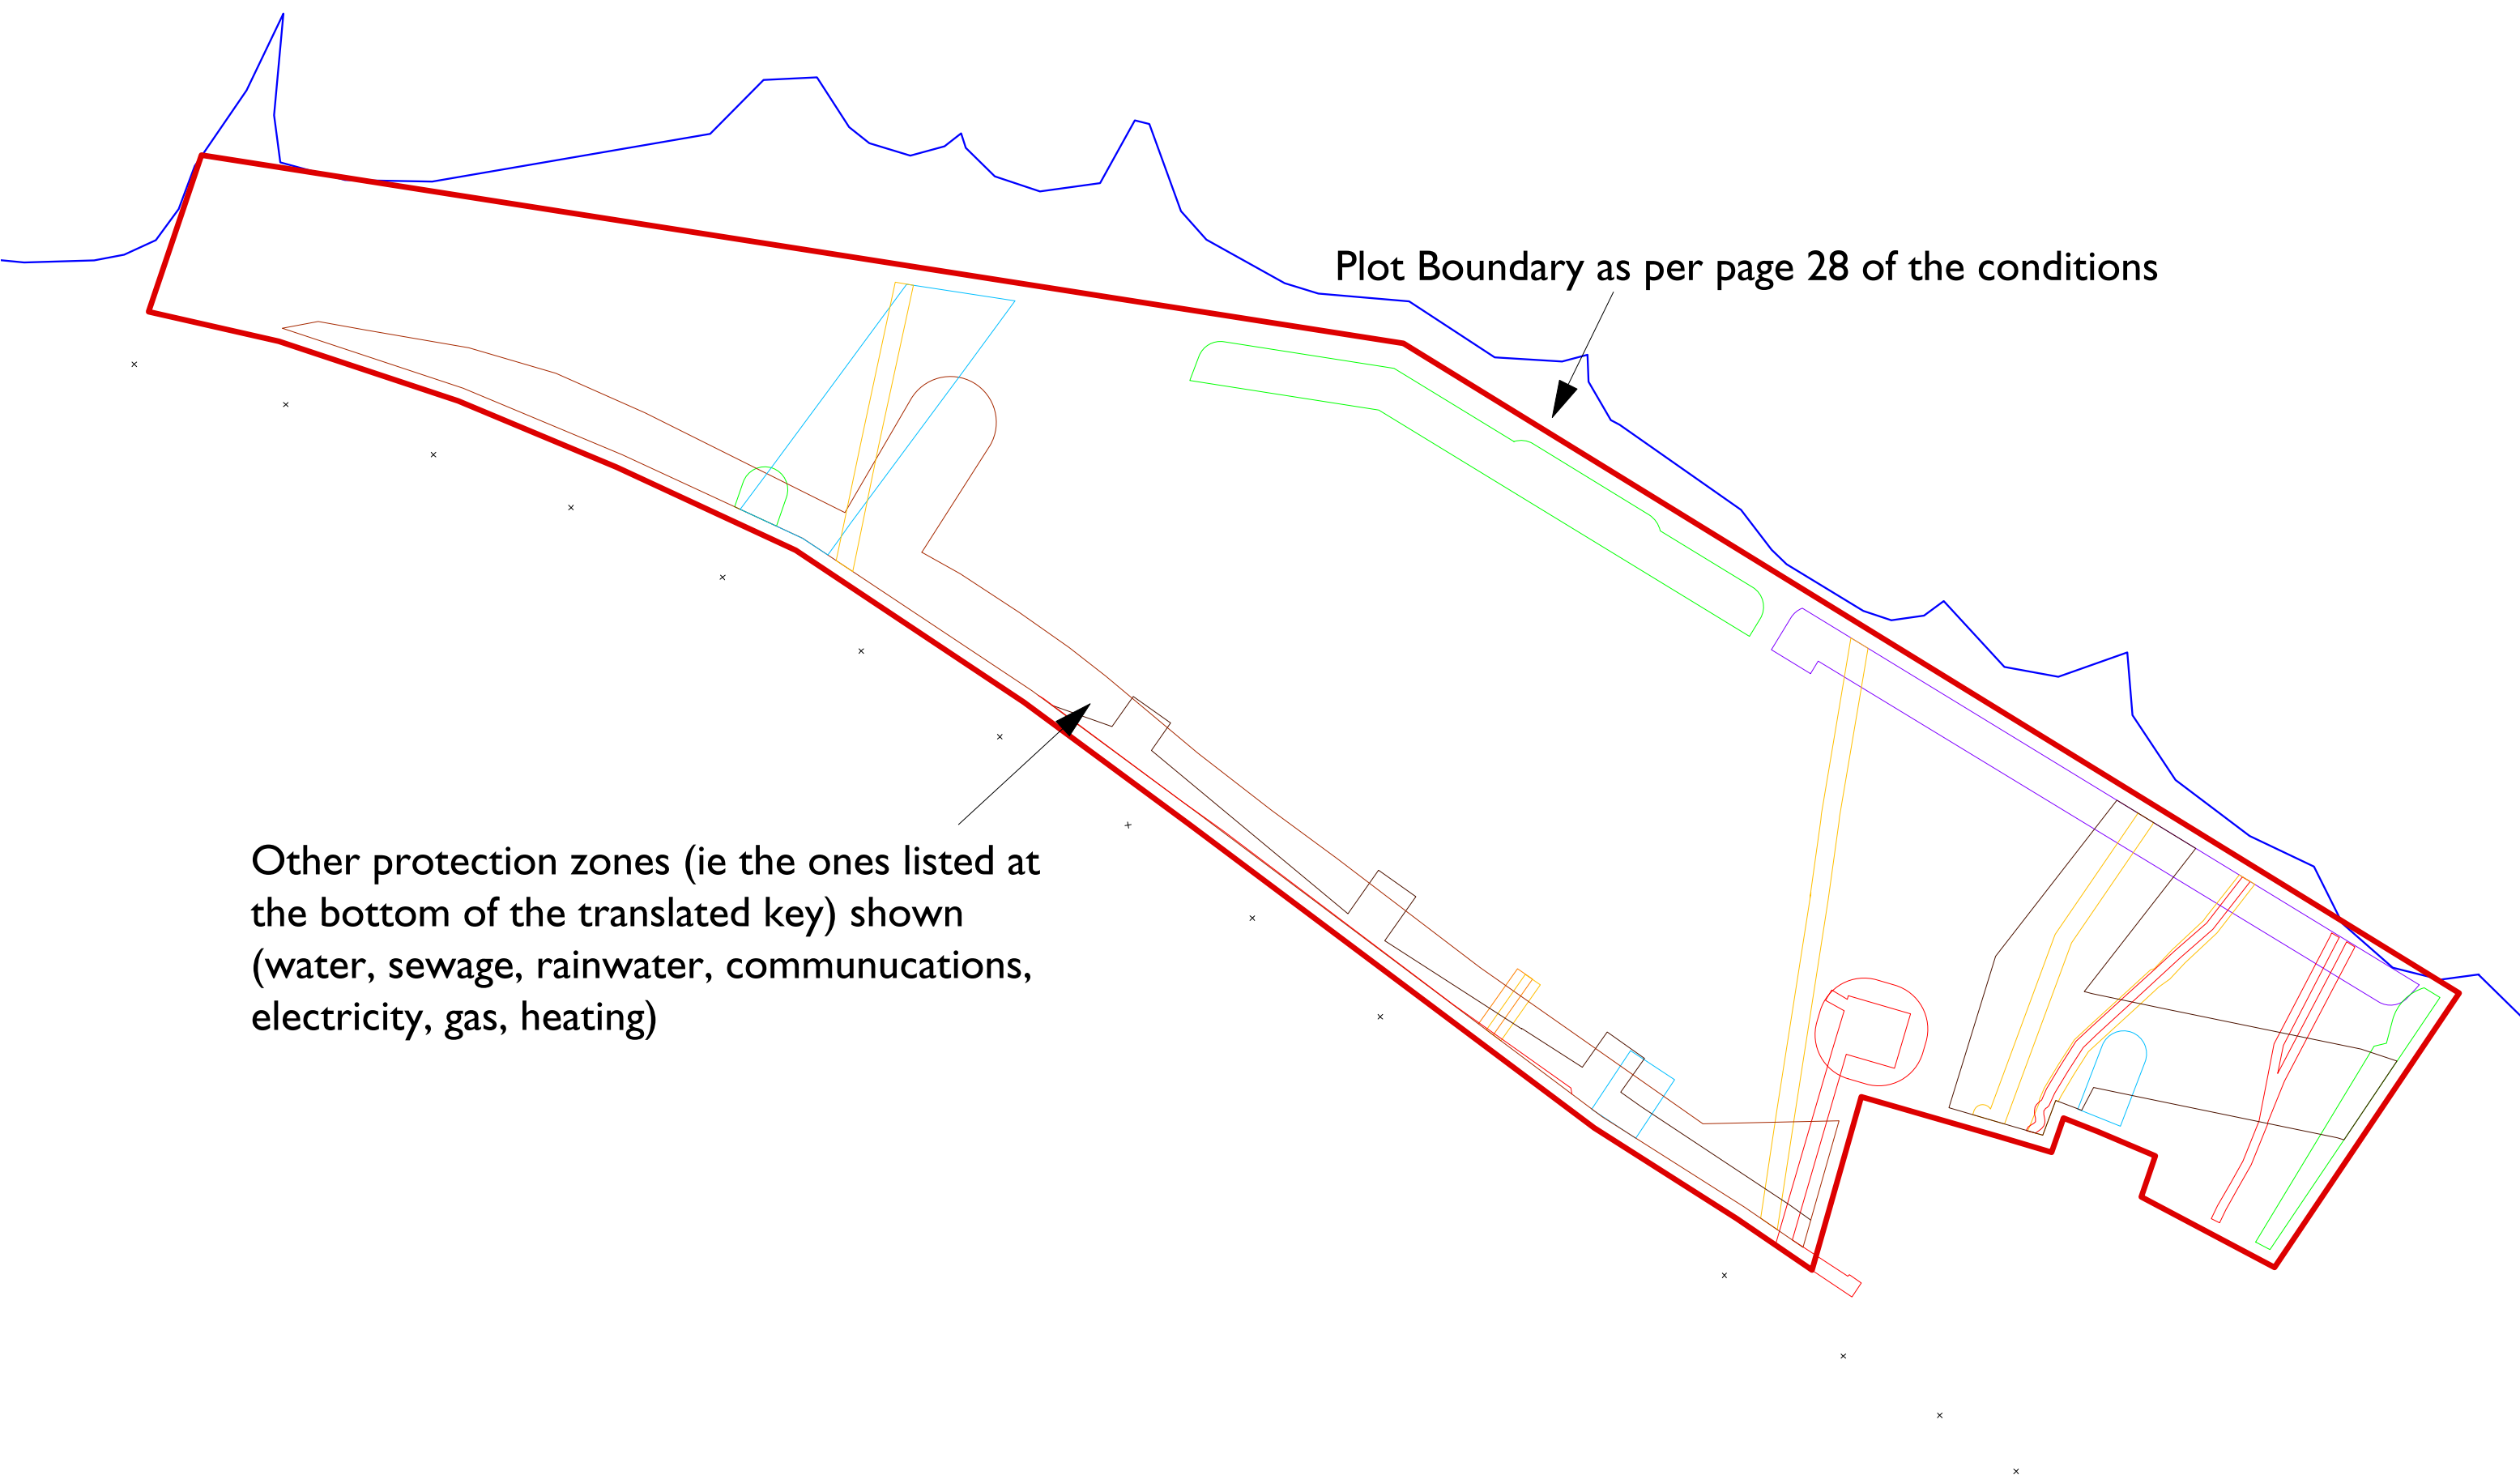 Plot Boundary as per page 28 of the conditions
Other protection zones (ie the ones listed at
the bottom of the translated key) shown
(water, sewage, rainwater, communucations,
electricity, gas, heating)